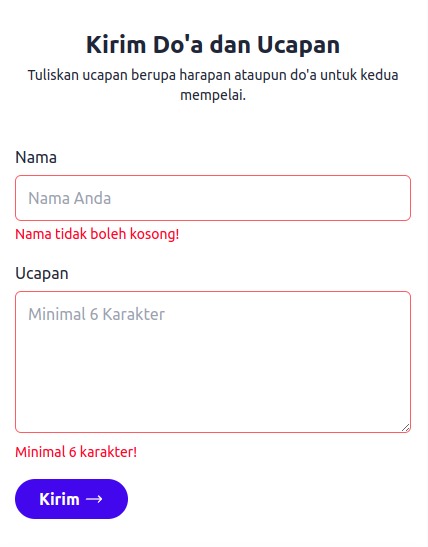 Kirim Do'a dan Ucapan
Tuliskan ucapan berupa harapan ataupun do'a untuk kedua
mempelai.
Nama
Nama Anda
Nama tidak boleh kosong!
Ucapan
Minimal 6 Karakter
Minimal 6 karakter!
Kirim →